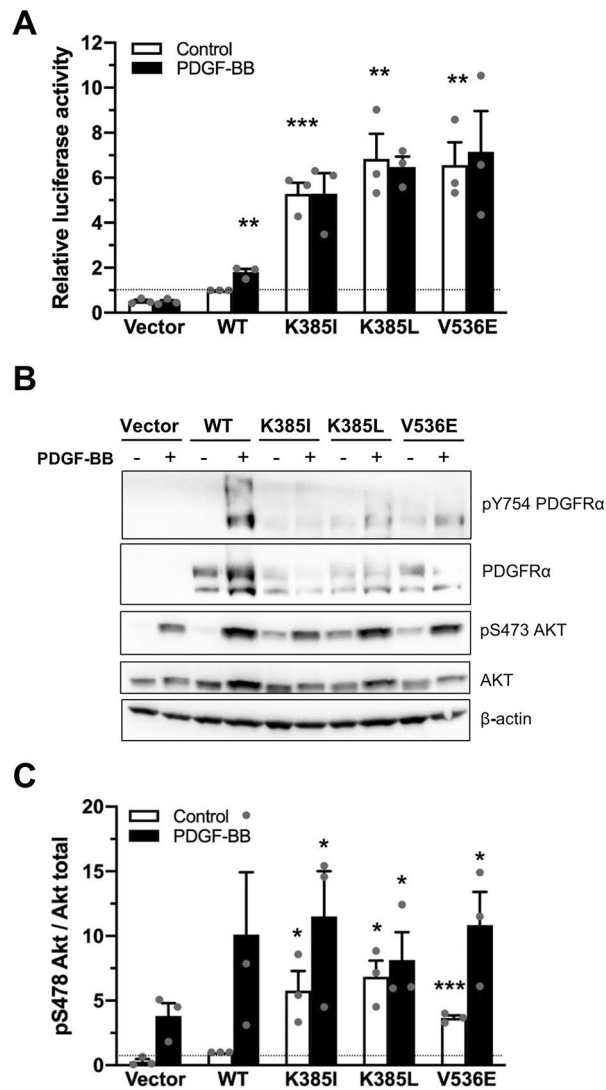 A
Relative luciferase activity
12
10
8
6
4
2
0
Control
PDGF-BB
**
***
**
**
Vector WT K385I K385L V536E
B
Vector WT K385I K385L V536E
PDGF-BB - + - + - + - + - +
pY754 PDGFRα
PDGFRα
pS473 AKT
AKT
β-actin
C
pS478 Akt / Akt total
20
15
10
5
0
Control
PDGF-BB
*
*
*
*
***
*
Vector WT K385I K385L V536E